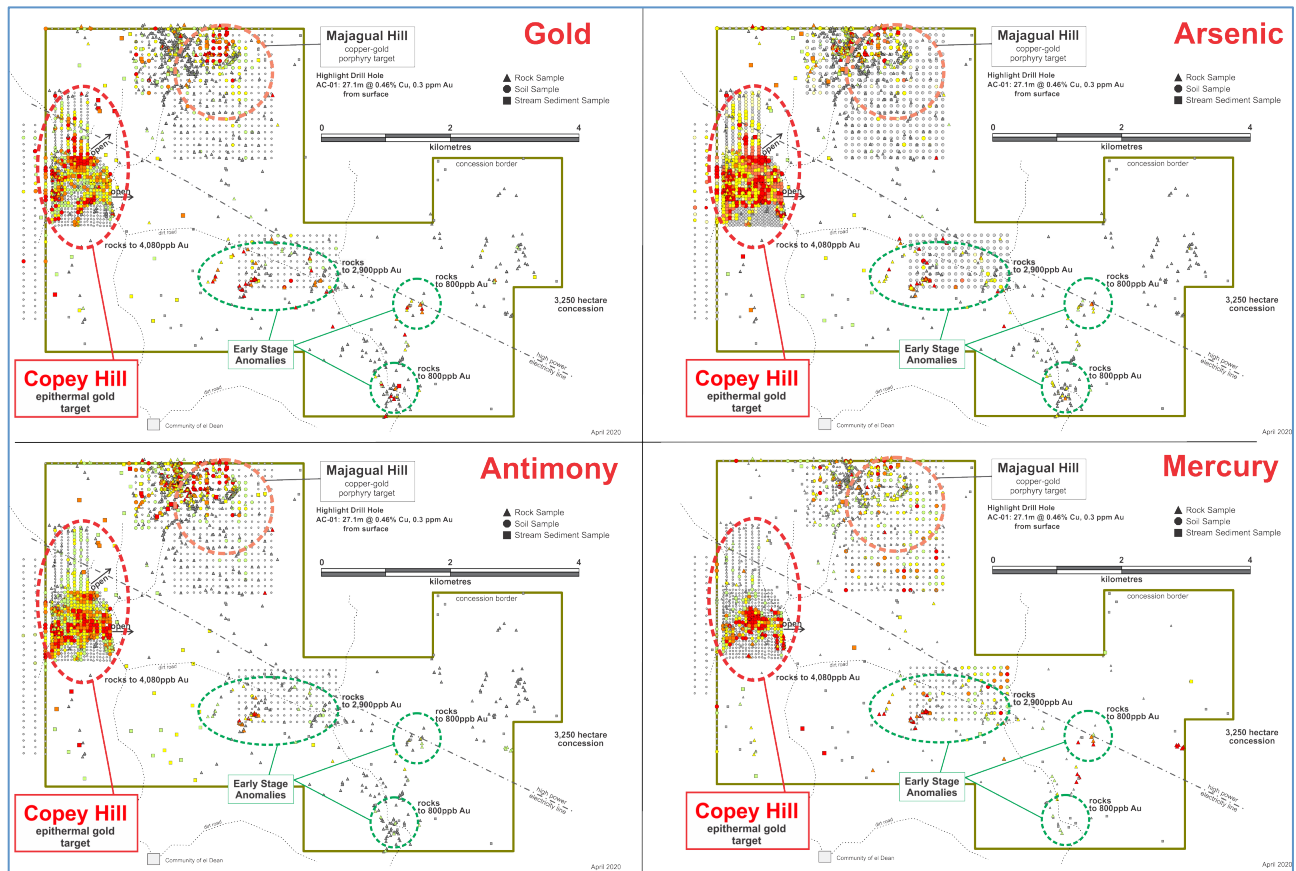 Gold
Majagual Hill
copper-gold
porphyry target
Highlight Drill Hole
AC-01: 27.1m @ 0.46% Cu, 0.3 ppm Au
from surface
Rock Sample
Soil Sample
Stream Sediment Sample
0 2 4
kilometres
concession border
open
open
dirt road
rocks to 4,080ppb Au
rocks
to 2,900ppb Au
rocks
to 800ppb Au
3,250 hectare
concession
Early Stage
Anomalies
high power
electricity line
rocks
to 800ppb Au
Copey Hill
epithermal gold
target
dirt road
Community of el Dean
April 2020
Arsenic
Majagual Hill
copper-gold
porphyry target
Highlight Drill Hole
AC-01: 27.1m @ 0.46% Cu, 0.3 ppm Au
from surface
Rock Sample
Soil Sample
Stream Sediment Sample
0 2 4
kilometres
concession border
open
open
dirt road
rocks to 4,080ppb Au
rocks
to 2,900ppb Au
rocks
to 800ppb Au
3,250 hectare
concession
Early Stage
Anomalies
high power
electricity line
rocks
to 800ppb Au
Copey Hill
epithermal gold
target
dirt road
Community of el Dean
April 2020
Antimony
Majagual Hill
copper-gold
porphyry target
Highlight Drill Hole
AC-01: 27.1m @ 0.46% Cu, 0.3 ppm Au
from surface
Rock Sample
Soil Sample
Stream Sediment Sample
0 2 4
kilometres
concession border
open
open
dirt road
rocks to 4,080ppb Au
rocks
to 2,900ppb Au
rocks
to 800ppb Au
3,250 hectare
concession
Early Stage
Anomalies
high power
electricity line
rocks
to 800ppb Au
Copey Hill
epithermal gold
target
dirt road
Community of el Dean
April 2020
Mercury
Majagual Hill
copper-gold
porphyry target
Highlight Drill Hole
AC-01: 27.1m @ 0.46% Cu, 0.3 ppm Au
from surface
Rock Sample
Soil Sample
Stream Sediment Sample
0 2 4
kilometres
concession border
open
open
dirt road
rocks to 4,080ppb Au
rocks
to 2,900ppb Au
rocks
to 800ppb Au
3,250 hectare
concession
Early Stage
Anomalies
high power
electricity line
rocks
to 800ppb Au
Copey Hill
epithermal gold
target
dirt road
Community of el Dean
April 2020